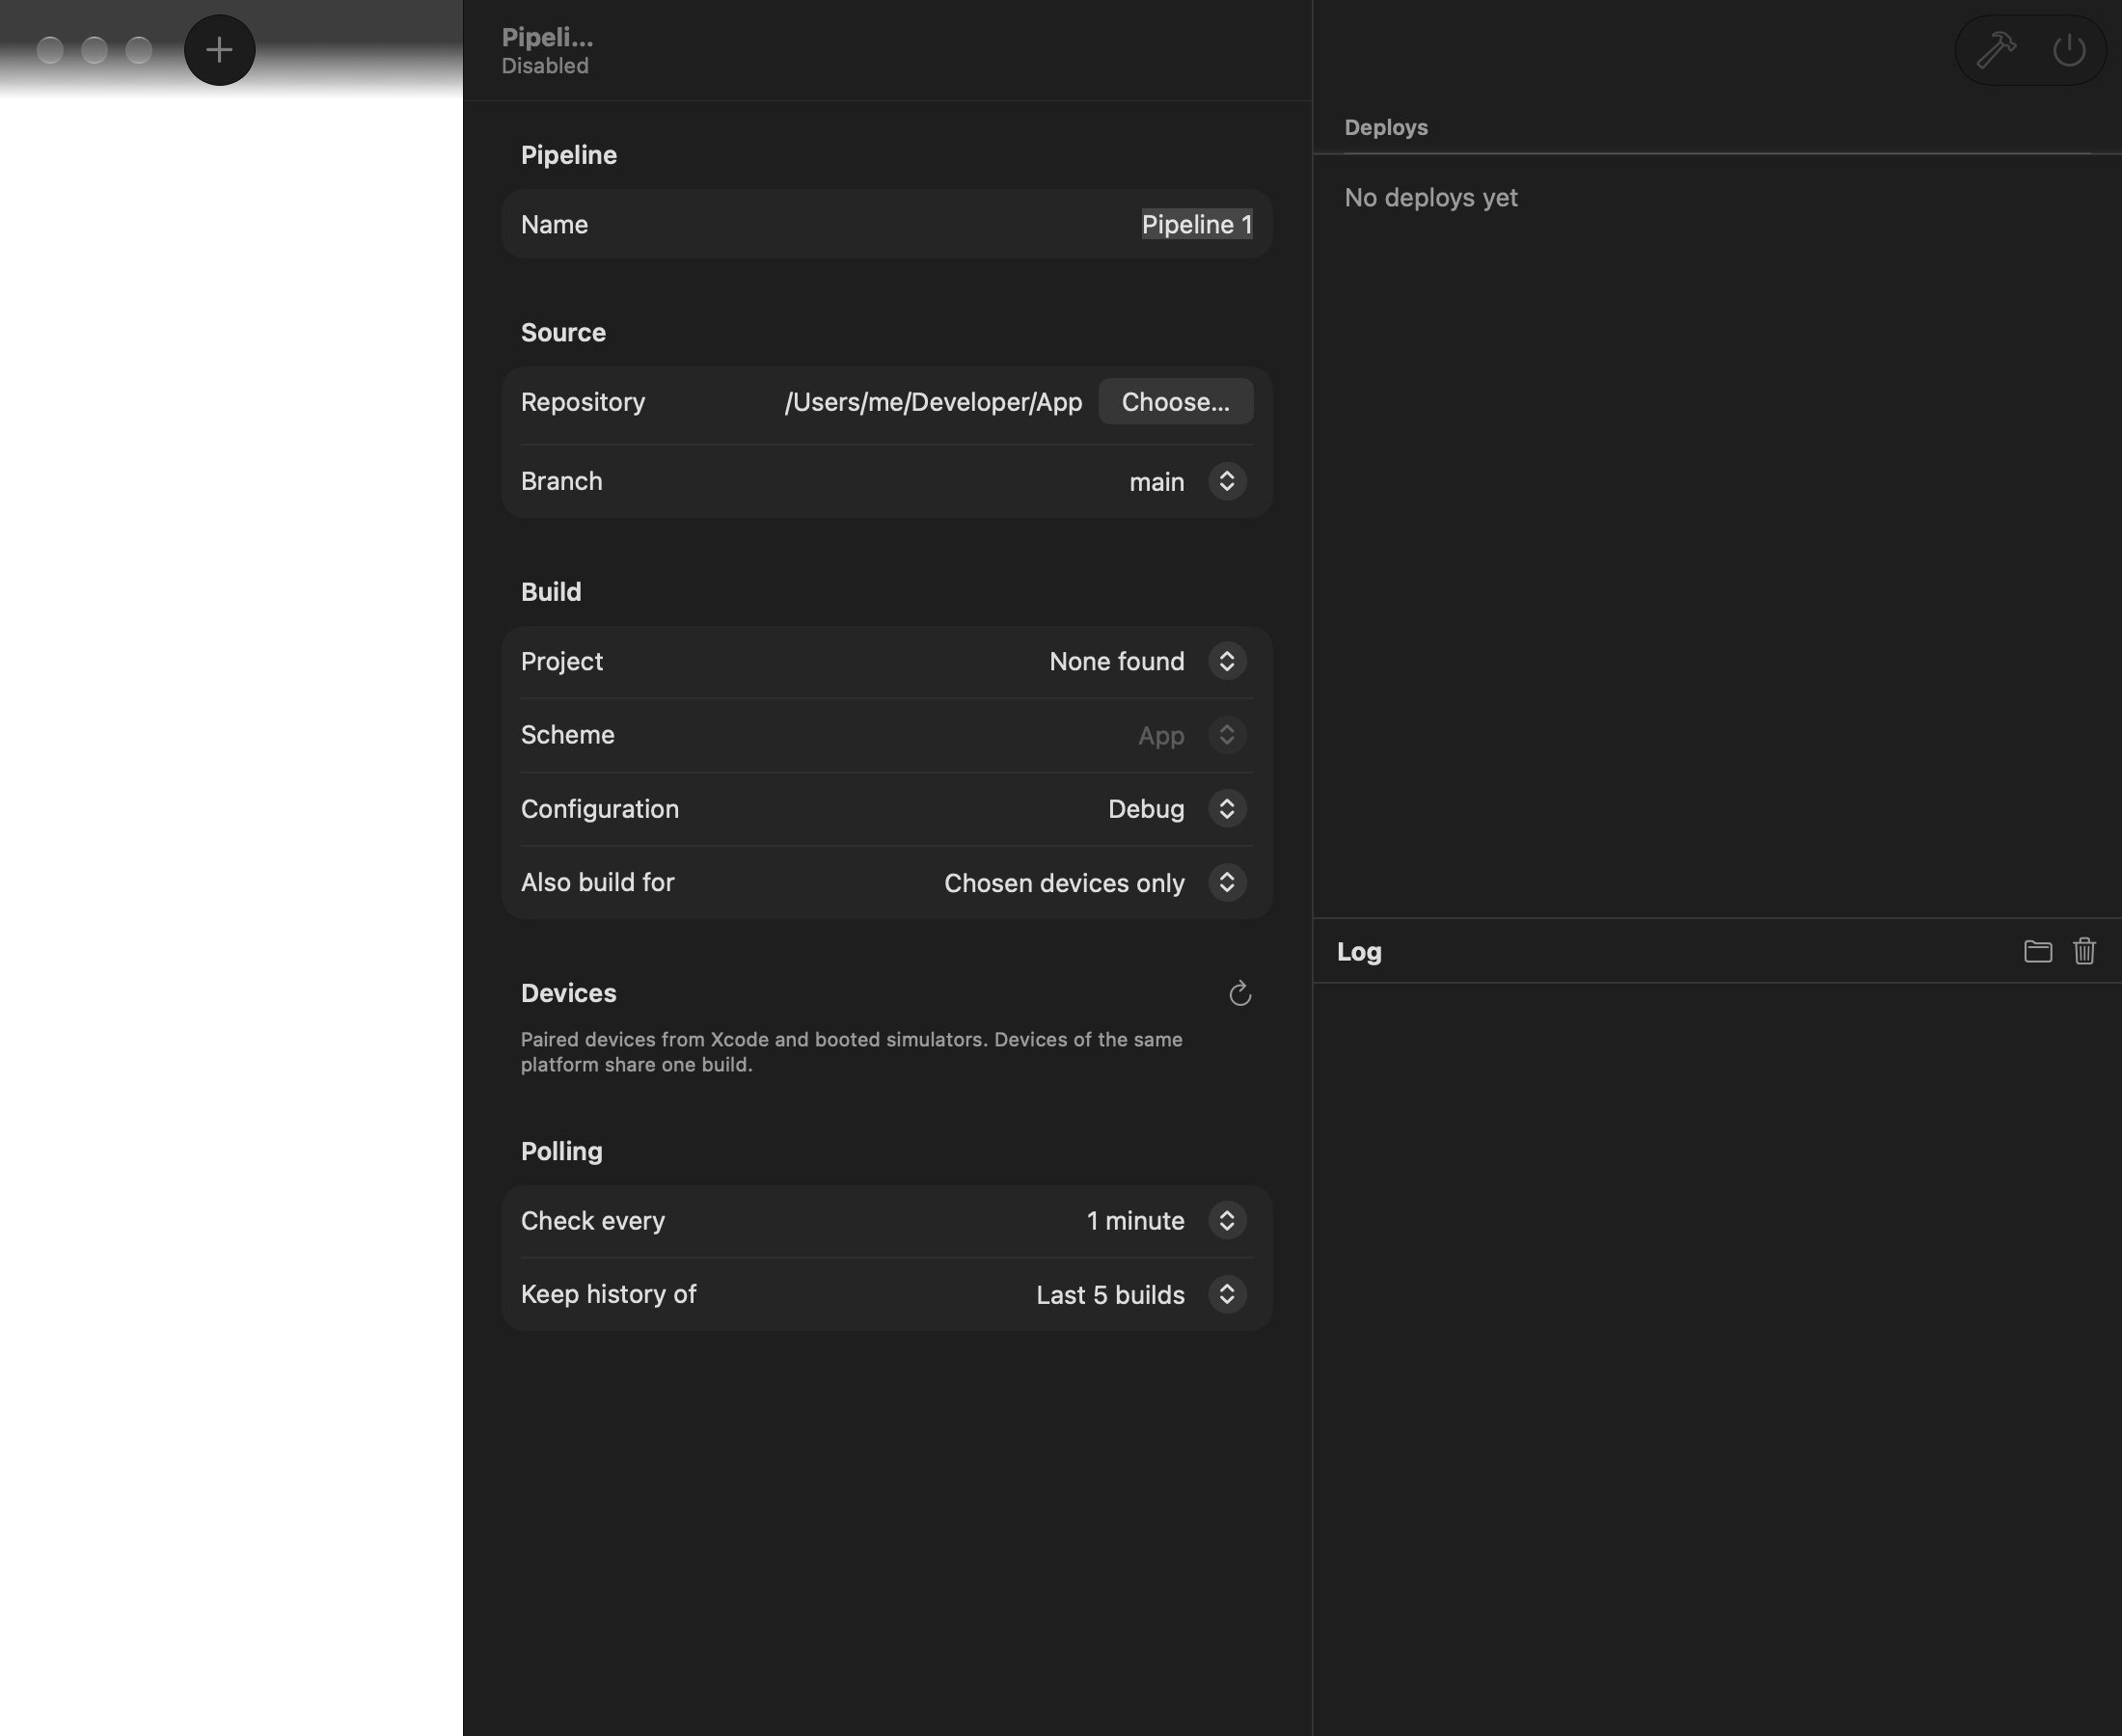 Pipeli...
Disabled
Pipeline
Name
Pipeline 1
Source
Repository
/Users/me/Developer/App
Choose...
Branch
main
Build
Project
None found
Scheme
App
Configuration
Debug
Also build for
Chosen devices only
Devices
Paired devices from Xcode and booted simulators. Devices of the same
platform share one build.
Polling
Check every
1 minute
Keep history of
Last 5 builds
Deploys
No deploys yet
Log